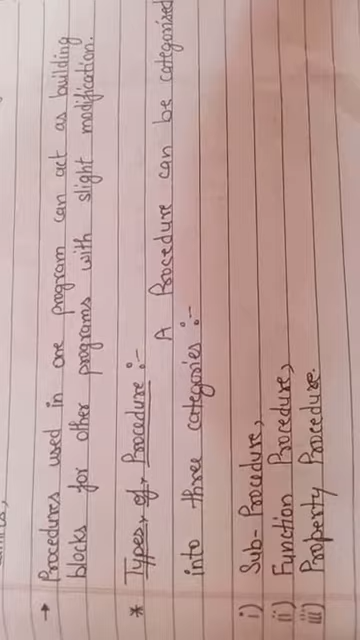 → Procedures used in one program can act as building
blocks for other programs with slight modification.
* Types of Procedure :-
A Procedure can be categorised
into three categories :-
i) Sub-Procedure,
ii) Function Procedure,
iii) Property Procedure.